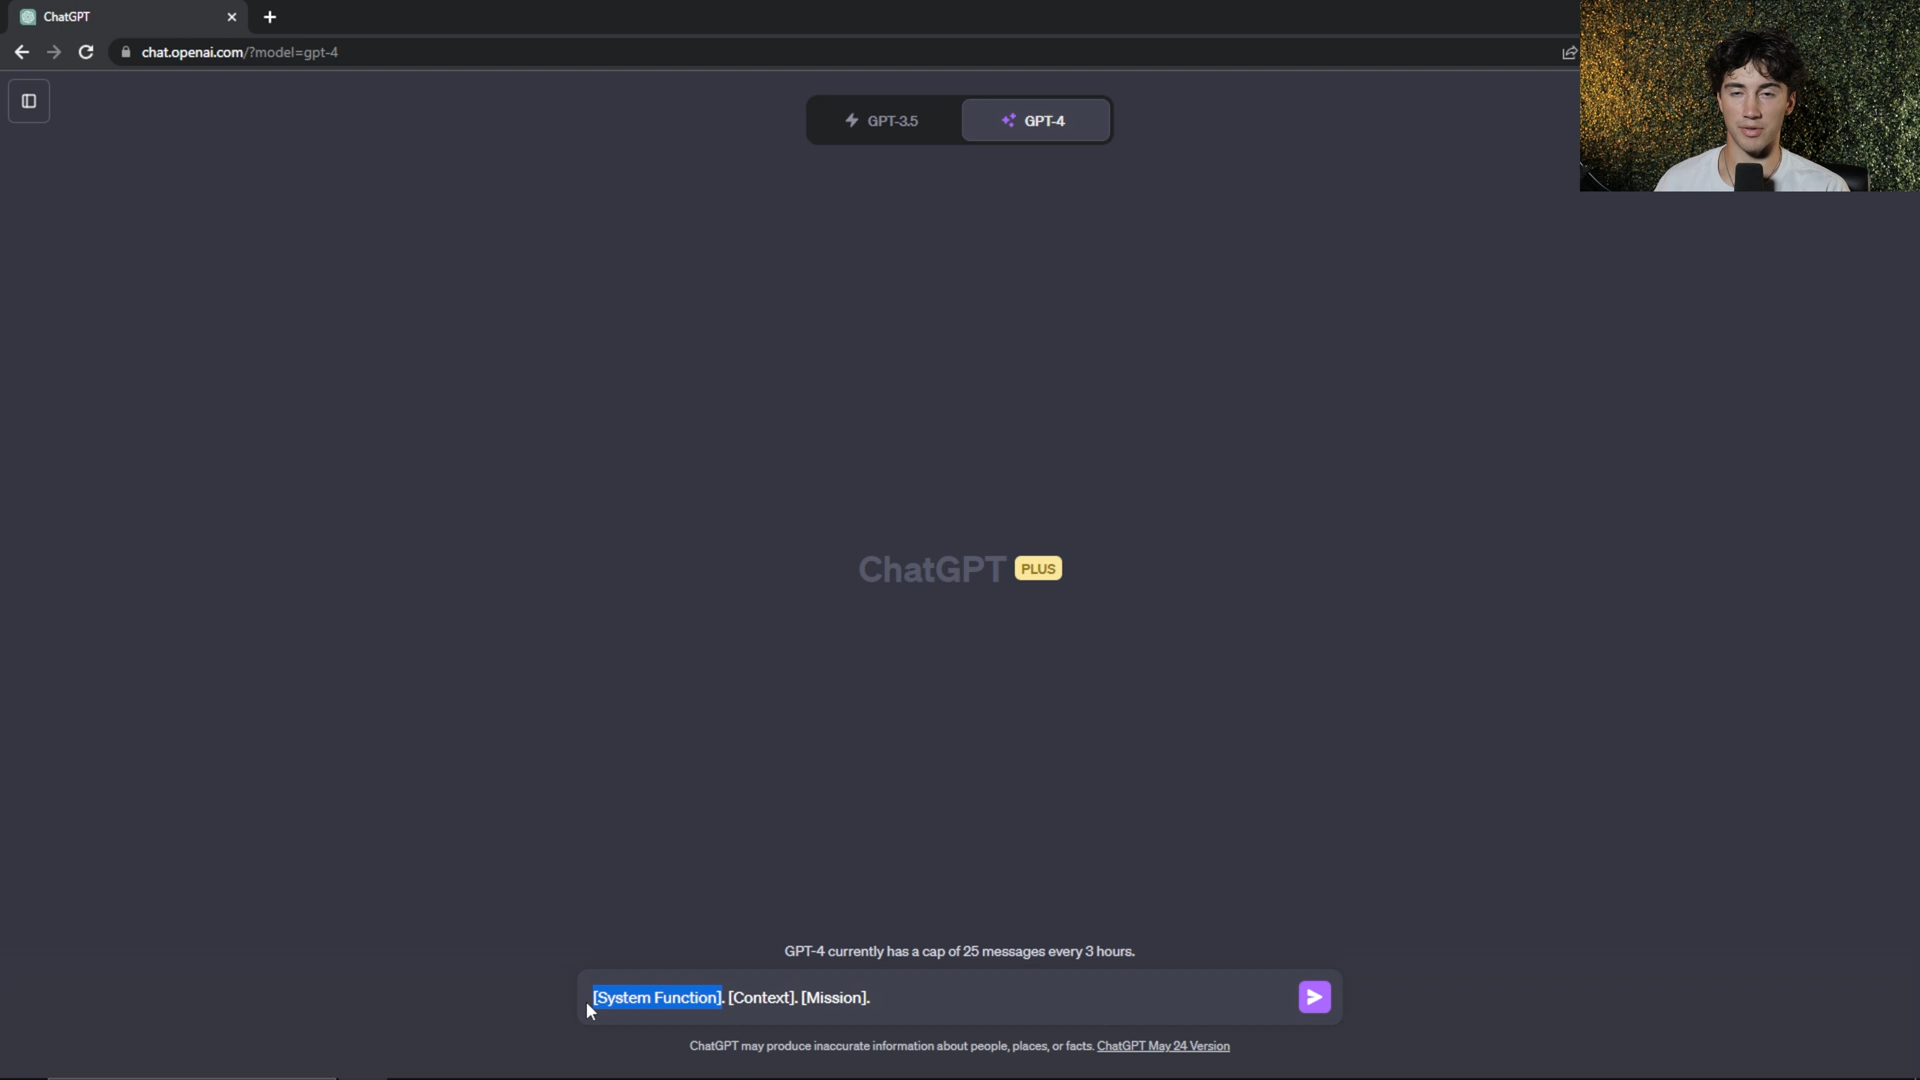 ChatGPT
chat.openai.com/?model=gpt-4
GPT-3.5
GPT-4
ChatGPT PLUS
GPT-4 currently has a cap of 25 messages every 3 hours.
[System Function]. [Context]. [Mission].
ChatGPT may produce inaccurate information about people, places, or facts. ChatGPT May 24 Version